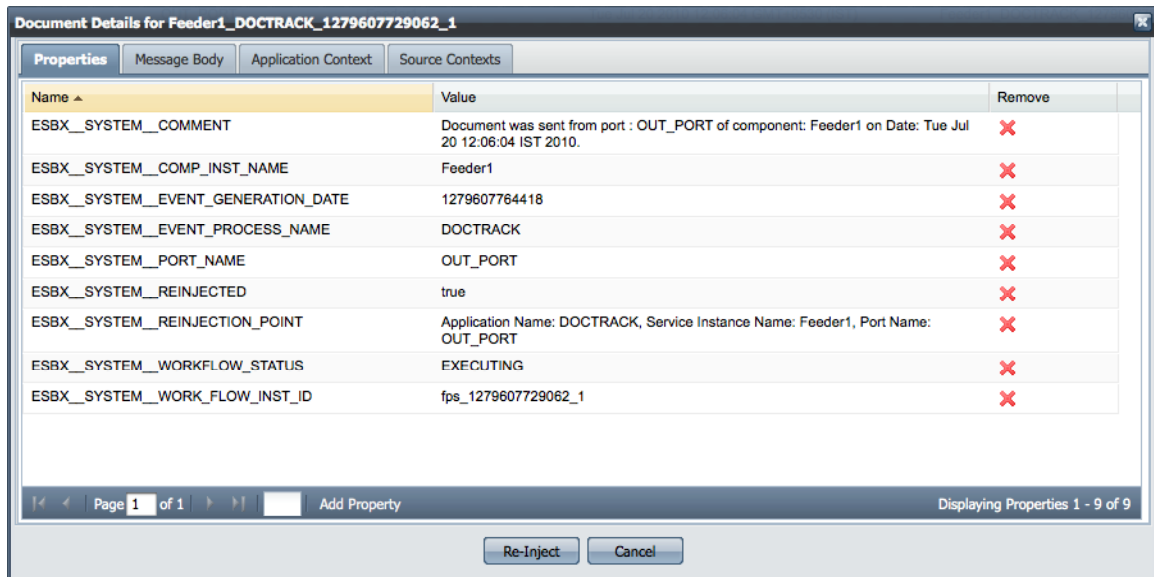 Document Details for Feeder1_DOCTRACK_1279607729062_1
Properties Message Body Application Context Source Contexts
Name Value Remove
ESBX__SYSTEM__COMMENT Document was sent from port : OUT_PORT of component: Feeder1 on Date: Tue Jul
20 12:06:04 IST 2010.
ESBX__SYSTEM__COMP_INST_NAME Feeder1
ESBX__SYSTEM__EVENT_GENERATION_DATE 1279607764418
ESBX__SYSTEM__EVENT_PROCESS_NAME DOCTRACK
ESBX__SYSTEM__PORT_NAME OUT_PORT
ESBX__SYSTEM__REINJECTED true
ESBX__SYSTEM__REINJECTION_POINT Application Name: DOCTRACK, Service Instance Name: Feeder1, Port Name:
OUT_PORT
ESBX__SYSTEM__WORKFLOW_STATUS EXECUTING
ESBX__SYSTEM__WORK_FLOW_INST_ID fps_1279607729062_1
Page 1 of 1 Add Property Displaying Properties 1 - 9 of 9
Re-Inject Cancel